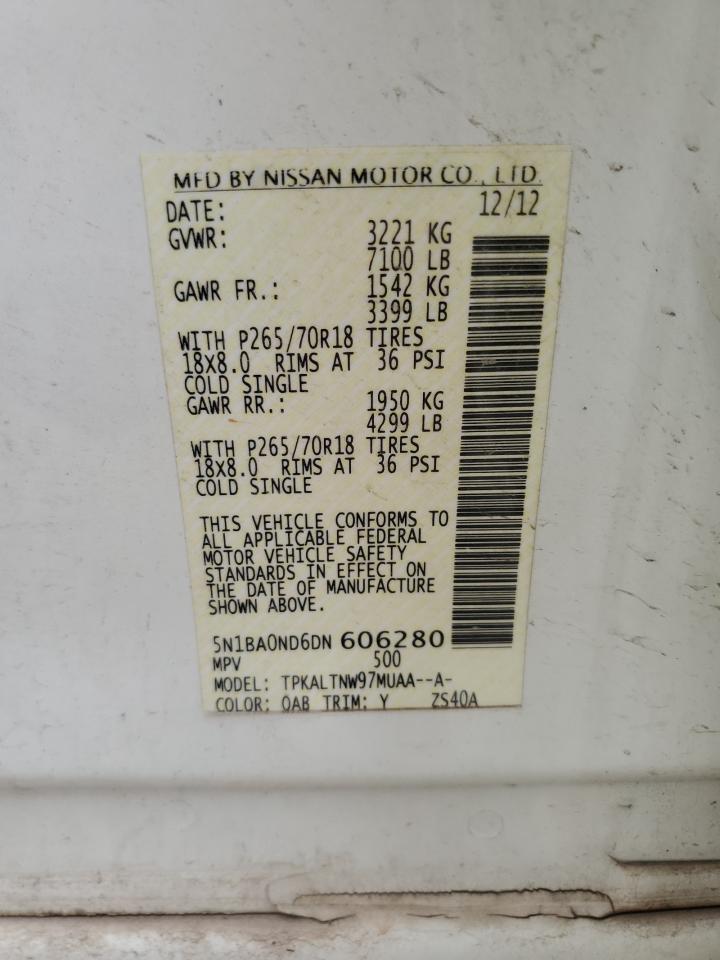 MFD BY NISSAN MOTOR CO., LTD.
DATE: 12/12
GVWR: 3221 KG
7100 LB
GAWR FR.: 1542 KG
3399 LB
WITH P265/70R18 TIRES
18X8.0 RIMS AT 36 PSI
COLD SINGLE
GAWR RR.: 1950 KG
4299 LB
WITH P265/70R18 TIRES
18X8.0 RIMS AT 36 PSI
COLD SINGLE
THIS VEHICLE CONFORMS TO
ALL APPLICABLE FEDERAL
MOTOR VEHICLE SAFETY
STANDARDS IN EFFECT ON
THE DATE OF MANUFACTURE
SHOWN ABOVE.
5N1BA0ND6DN 606280
MPV 500
MODEL: TPKALTNW97MUAA--A-
COLOR: QAB TRIM: Y ZS40A